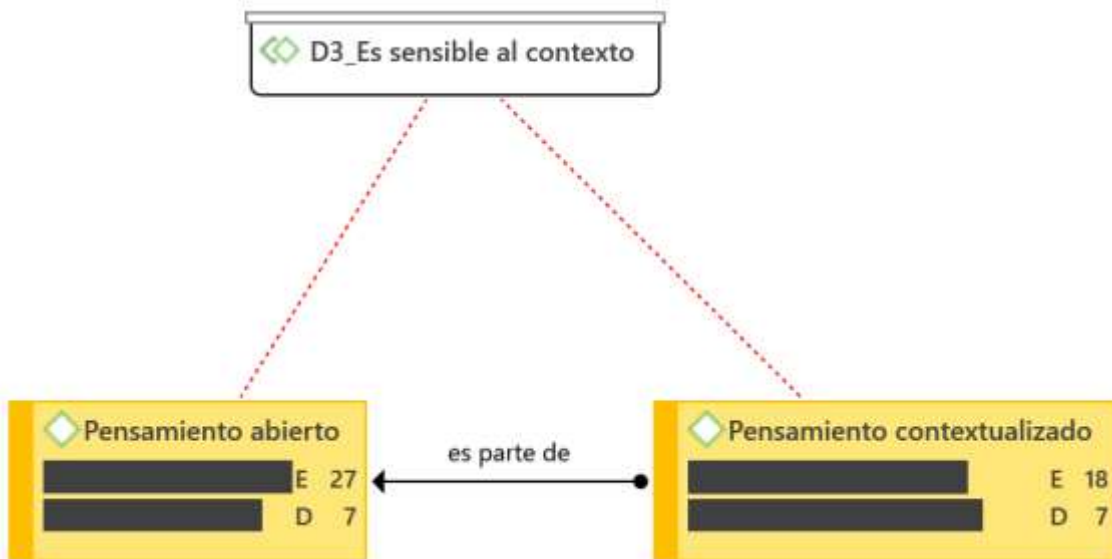 D3_Es sensible al contexto
Pensamiento abierto
E 27
D 7
es parte de
Pensamiento contextualizado
E 18
D 7